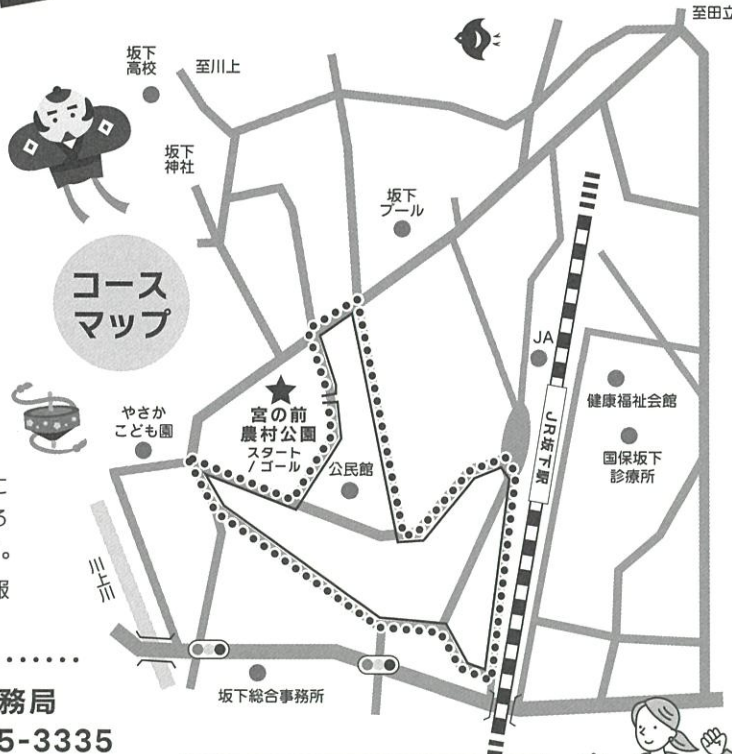 至田立
坂下
高校
至川上
坂下
神社
坂下
プール
コース
マップ
JA
健康福祉会館
国保坂下
診療所
JR坂下駅
やさか
こども園
宮の前
農村公園
スタート
/ゴール
公民館
に
ろ
。
報
川上川
坂下総合事務所
務局
5-3335